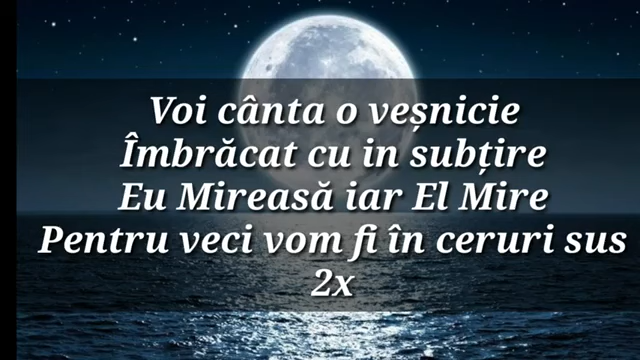 Voi cânta o veșnicie
Îmbrăcat cu in subțire
Eu Mireasă iar El Mire
Pentru veci vom fi în ceruri sus
2x